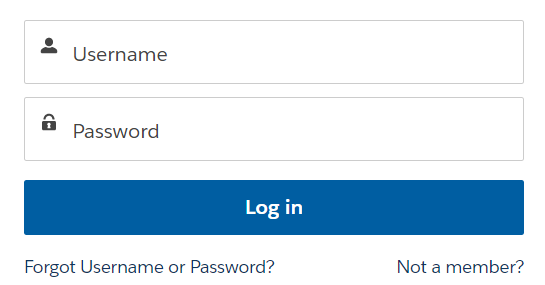 Username
Password
Log in
Forgot Username or Password? Not a member?